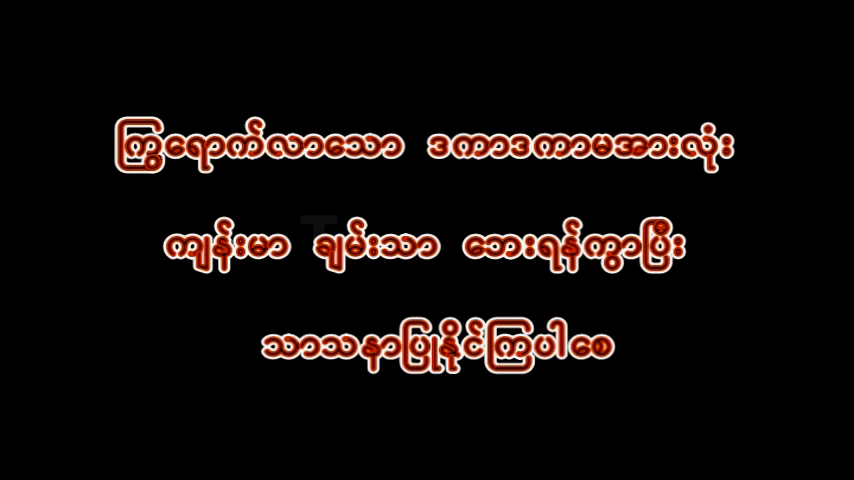 ကြွရောက်လာသော ဒကာဒကာမအားလုံး
ကျန်းမာ ချမ်းသာ ဘေးရန်ကွာပြီး
သာသနာပြုနိုင်ကြပါစေ